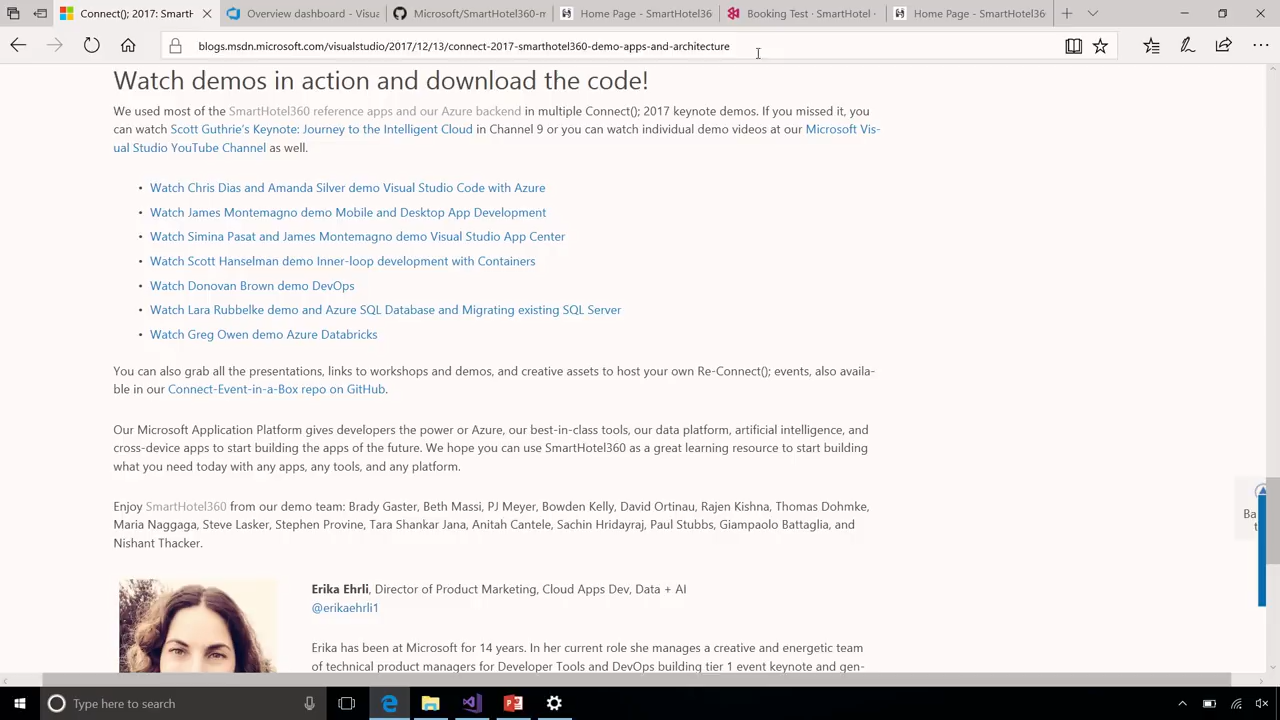 Connect(); 2017: SmartH
Overview dashboard - Visua
Microsoft/SmartHotel360-m
Home Page - SmartHotel36
Booking Test · SmartHotel
Home Page - SmartHotel36
blogs.msdn.microsoft.com/visualstudio/2017/12/13/connect-2017-smarthotel360-demo-apps-and-architecture
Watch demos in action and download the code!
We used most of the SmartHotel360 reference apps and our Azure backend in multiple Connect(); 2017 keynote demos. If you missed it, you
can watch Scott Guthrie's Keynote: Journey to the Intelligent Cloud in Channel 9 or you can watch individual demo videos at our Microsoft Vis-
ual Studio YouTube Channel as well.
• Watch Chris Dias and Amanda Silver demo Visual Studio Code with Azure
• Watch James Montemagno demo Mobile and Desktop App Development
• Watch Simina Pasat and James Montemagno demo Visual Studio App Center
• Watch Scott Hanselman demo Inner-loop development with Containers
• Watch Donovan Brown demo DevOps
• Watch Lara Rubbelke demo and Azure SQL Database and Migrating existing SQL Server
• Watch Greg Owen demo Azure Databricks
You can also grab all the presentations, links to workshops and demos, and creative assets to host your own Re-Connect(); events, also availa-
ble in our Connect-Event-in-a-Box repo on GitHub.
Our Microsoft Application Platform gives developers the power or Azure, our best-in-class tools, our data platform, artificial intelligence, and
cross-device apps to start building the apps of the future. We hope you can use SmartHotel360 as a great learning resource to start building
what you need today with any apps, any tools, and any platform.
Enjoy SmartHotel360 from our demo team: Brady Gaster, Beth Massi, PJ Meyer, Bowden Kelly, David Ortinau, Rajen Kishna, Thomas Dohmke,
Maria Naggaga, Steve Lasker, Stephen Provine, Tara Shankar Jana, Anitah Cantele, Sachin Hridayraj, Paul Stubbs, Giampaolo Battaglia, and
Nishant Thacker.
Ba
t
Erika Ehrli, Director of Product Marketing, Cloud Apps Dev, Data + AI
@erikaehrli1
Erika has been at Microsoft for 14 years. In her current role she manages a creative and energetic team
of technical product managers for Developer Tools and DevOps building tier 1 event keynote and gen-
Type here to search